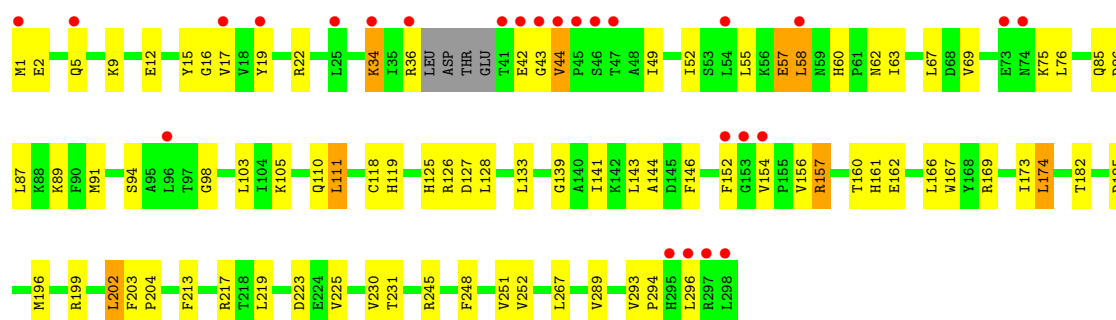 M1 E2 Q5 K9 E12 Y15 G16 V17 V18 Y19 R22 L25 K34 I35 R36 LEU ASP THR GLU T41 E42 G43 V44 P45 S46 T47 A48 I49 I52 S53 L54 L55 K56 E57 L58 N59 H60 P61 N62 I63 L67 D68 V69 E73 N74 K75 L76 Q85
L87 K88 K89 F90 M91 S94 A95 L96 T97 G98 L103 I104 K105 Q110 L111 C118 H119 H125 R126 D127 L128 L133 G139 A140 I141 K142 L143 A144 D145 F146 F152 G153 V154 P155 V156 R157 T160 H161 E162 L166 W167 Y168 R169 I173 L174 T182
M196 R199 L202 F203 P204 F213 R217 T218 L219 D223 E224 V225 V230 T231 R245 F248 V251 V252 L267 V289 V293 P294 H295 L296 R297 L298